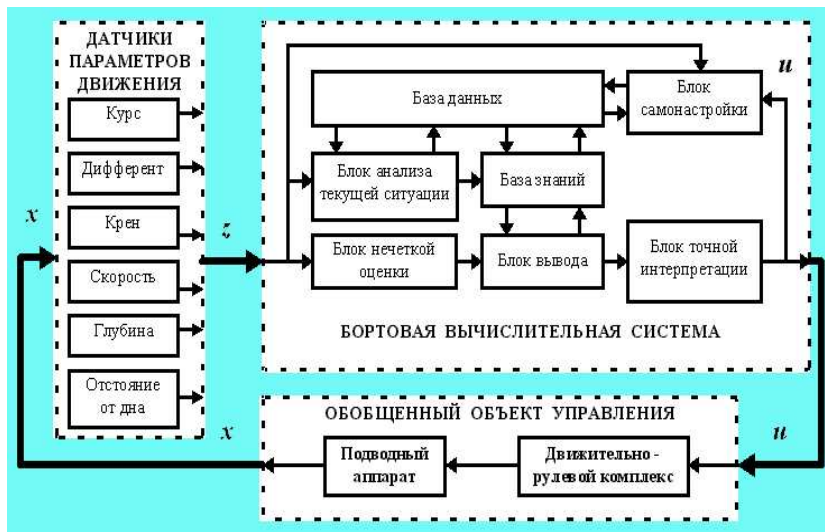 ДАТЧИКИ
ПАРАМЕТРОВ
ДВИЖЕНИЯ
Курс
Дифферент
Крен
Скорость
Глубина
Отстояние
от дна
x
z
База данных
Блок
самонастройки
u
Блок анализа
текущей ситуации
База знаний
Блок нечеткой
оценки
Блок вывода
Блок точной
интерпретации
БОРТОВАЯ ВЫЧИСЛИТЕЛЬНАЯ СИСТЕМА
ОБОБЩЕННЫЙ ОБЪЕКТ УПРАВЛЕНИЯ
x
u
Подводный
аппарат
Движительно -
рулевой комплекс